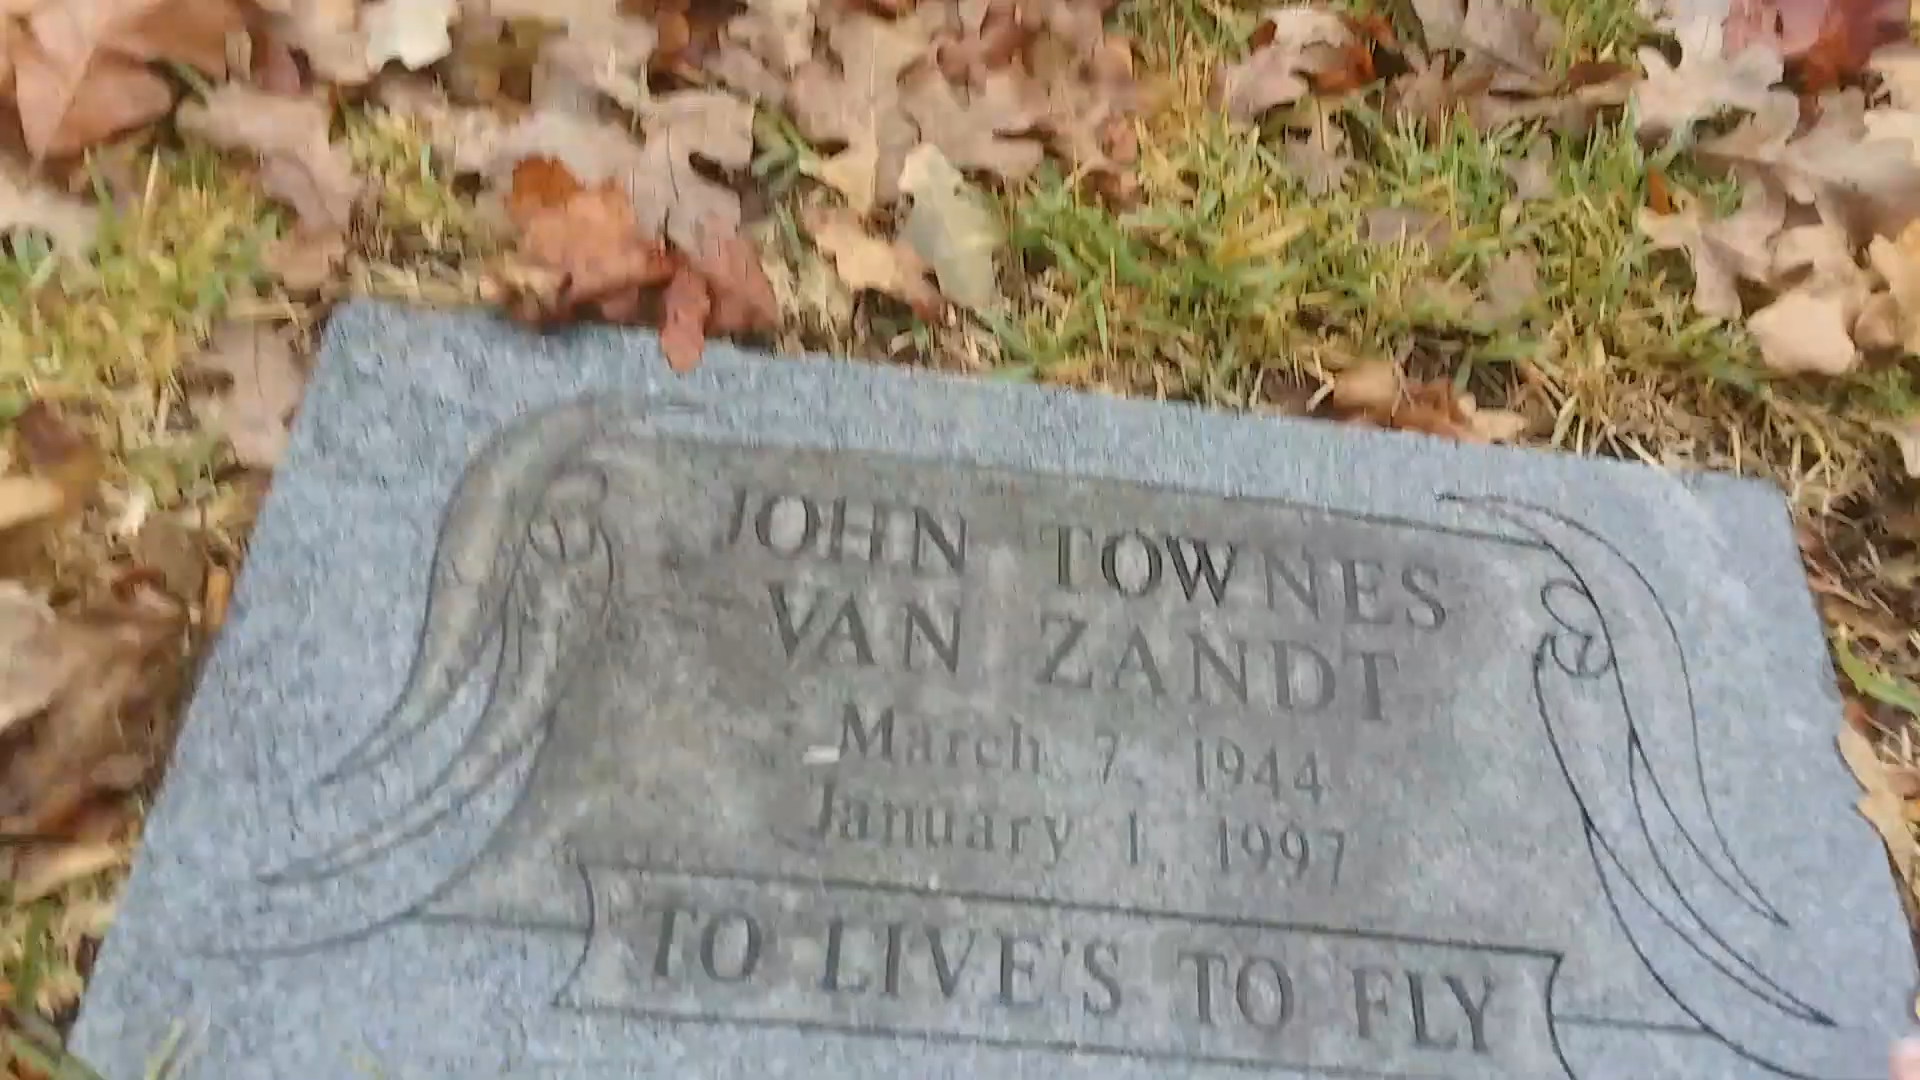 JOHN TOWNES
VAN ZANDT
March 7 1944
January 1, 1997
TO LIVE'S TO FLY